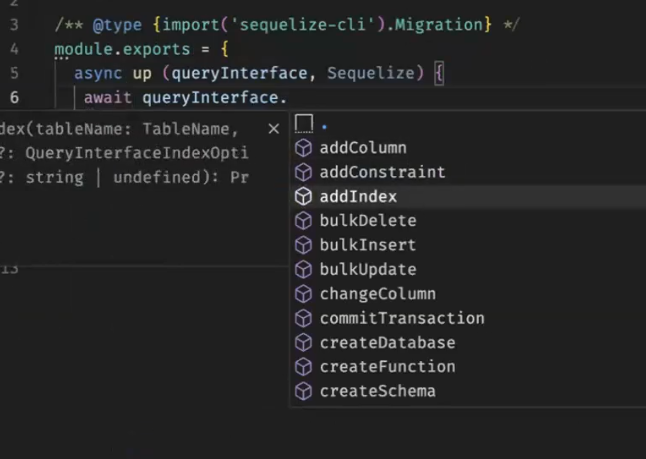 2
3 /** @type {import('sequelize-cli').Migration} */
4 module.exports = {
5 async up (queryInterface, Sequelize) {
6 await queryInterface.
dex(tableName: TableName,
?: QueryInterfaceIndexOpti
?: string | undefined): Pr
13
.
addColumn
addConstraint
addIndex
bulkDelete
bulkInsert
bulkUpdate
changeColumn
commitTransaction
createDatabase
createFunction
createSchema